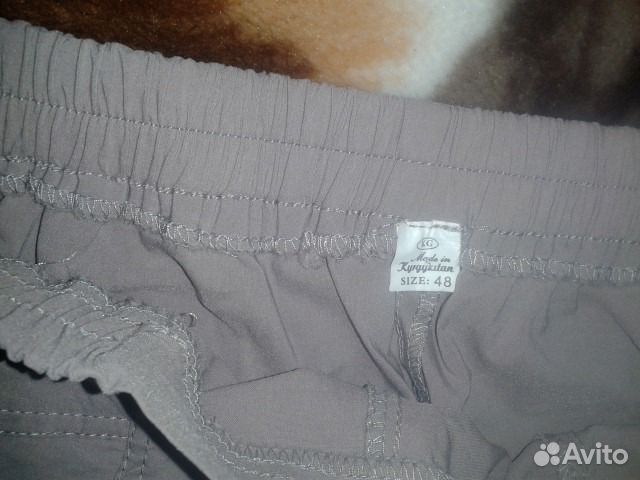 KG
Made in
Kyrgyzstan
SIZE: 48
Avito